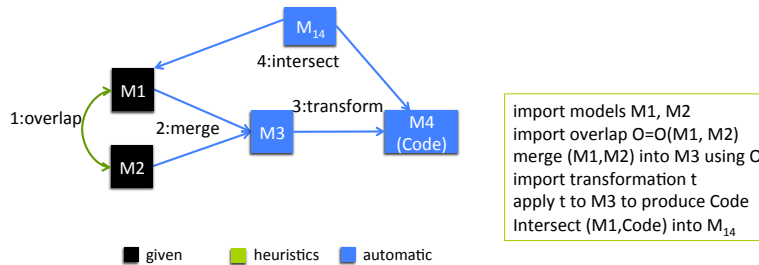 M14
4:intersect
M1
1:overlap
2:merge
3:transform
M3
M4
(Code)
M2
import models M1, M2
import overlap O=O(M1, M2)
merge (M1,M2) into M3 using O
import transformation t
apply t to M3 to produce Code
Intersect (M1,Code) into M14
given
heuristics
automatic